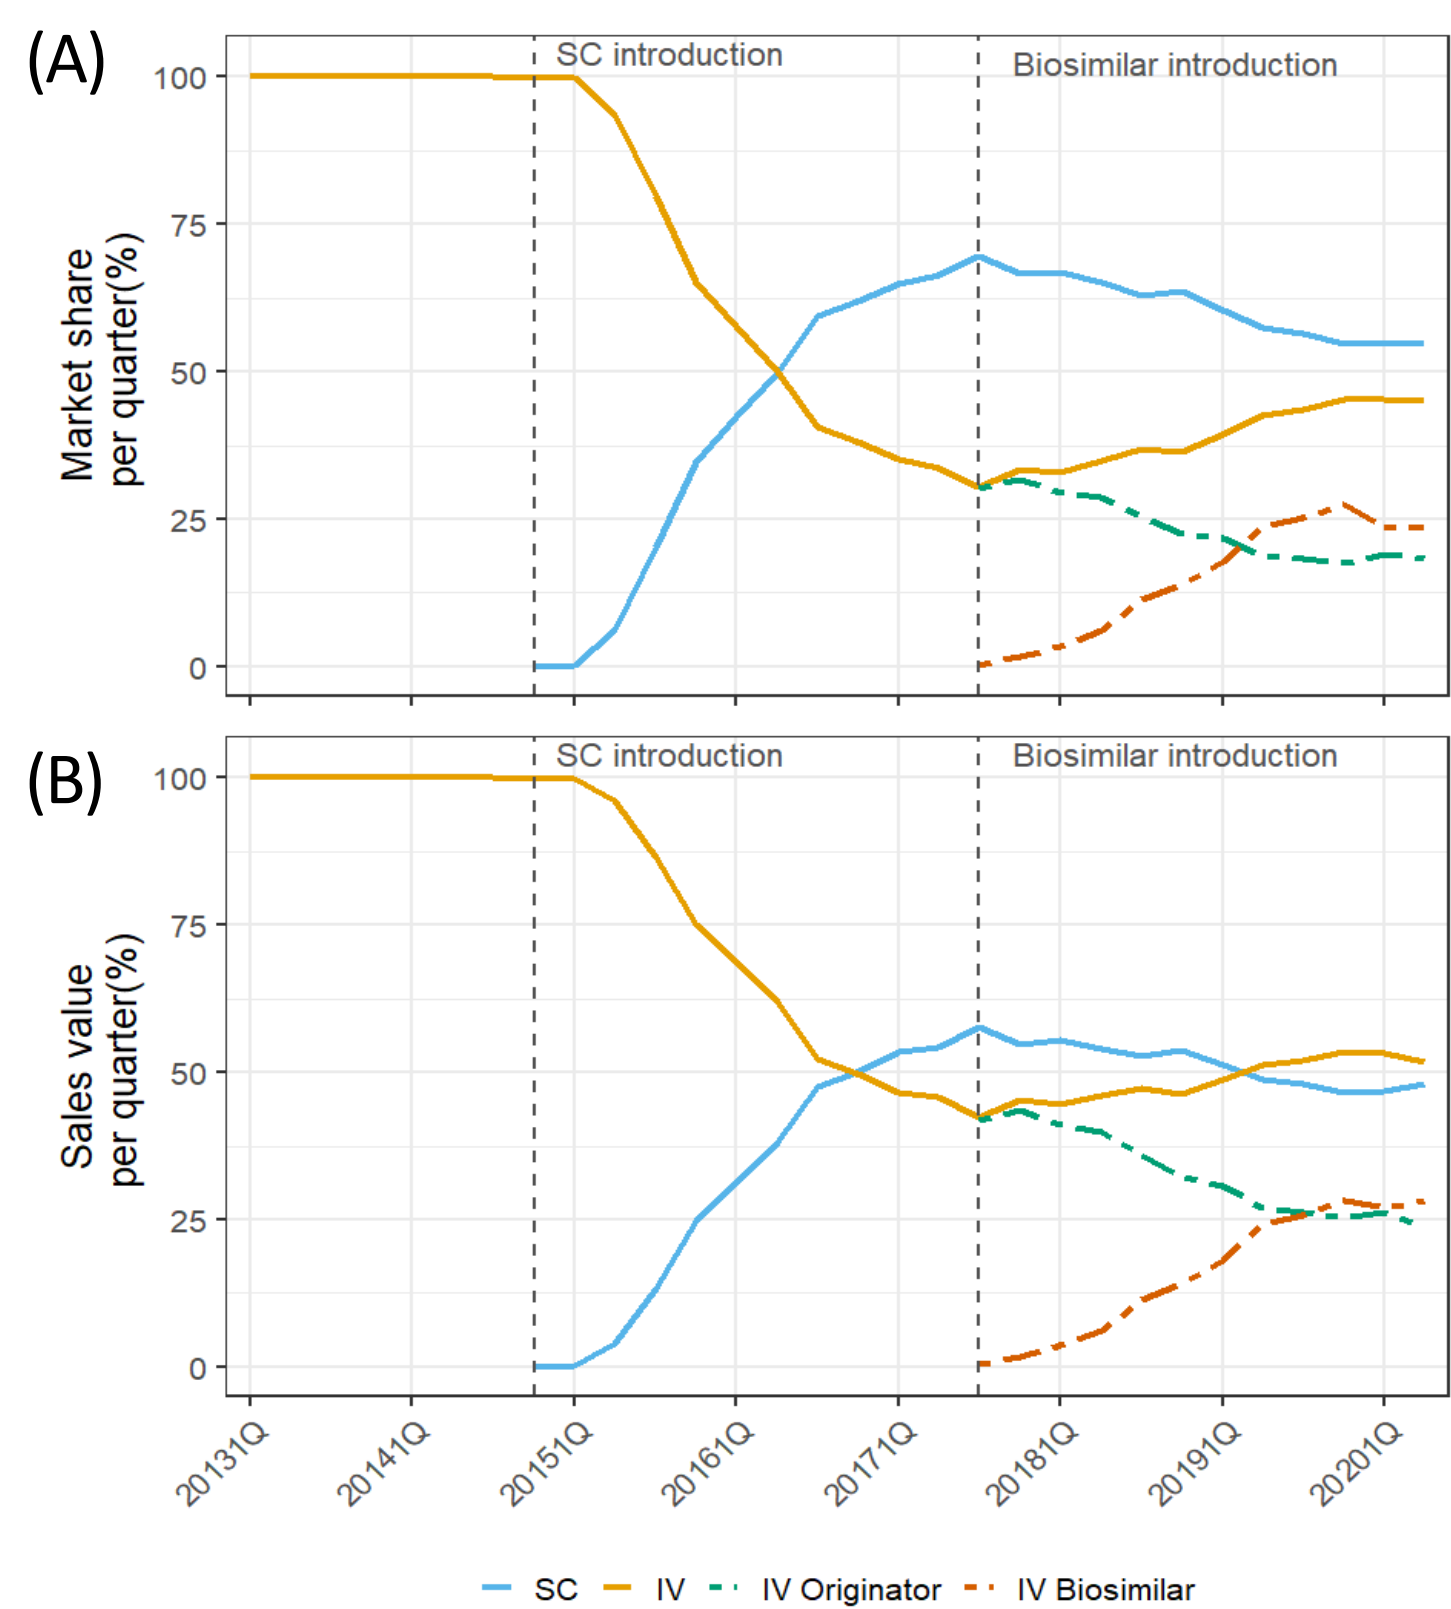 (A)
SC introduction
Biosimilar introduction
Market share
per quarter(%)
100
75
50
25
0
(B)
SC introduction
Biosimilar introduction
Sales value
per quarter(%)
100
75
50
25
0
20131Q
20141Q
20151Q
20161Q
20171Q
20181Q
20191Q
20201Q
SC IV IV Originator IV Biosimilar